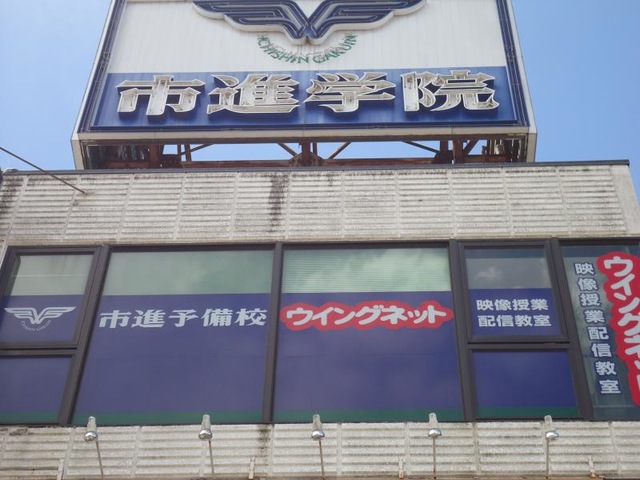 ICHISHIN GAKUIN
市進学院
市進予備校
ウイングネット
映像授業
配信教室
ウイングネット
映像授業配信教室